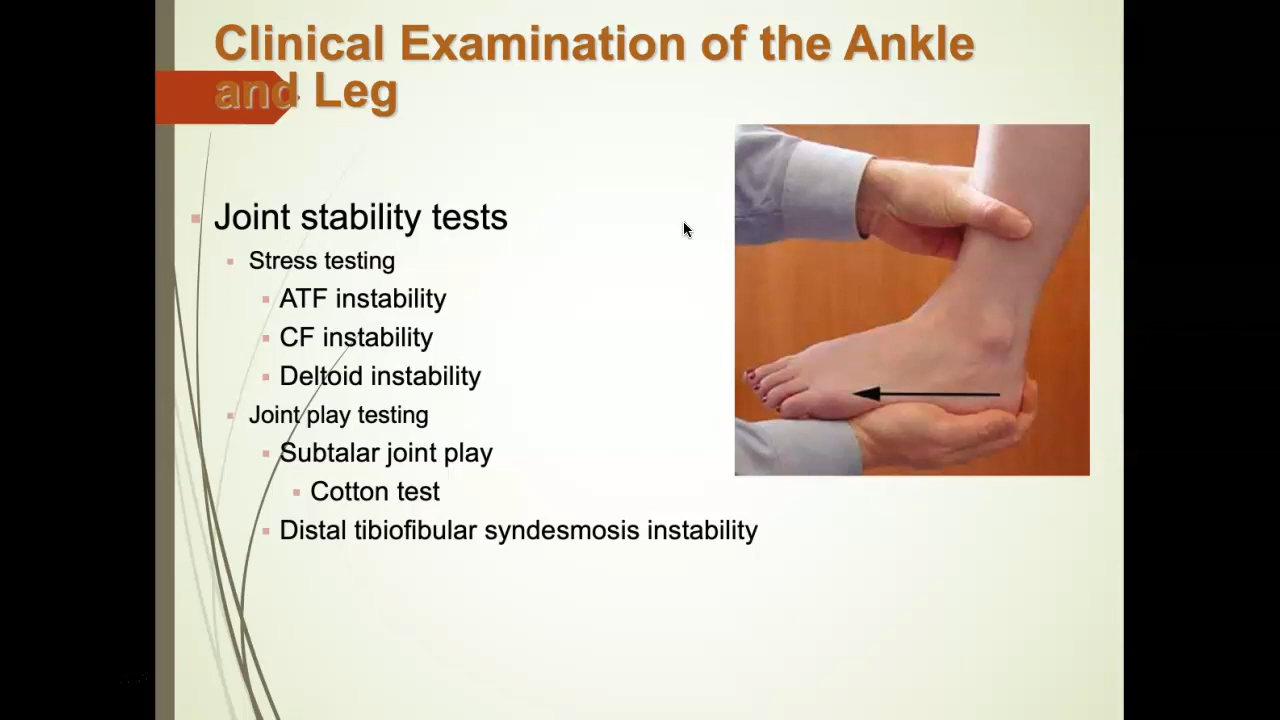 Clinical Examination of the Ankle
and Leg
Joint stability tests
Stress testing
ATF instability
CF instability
Deltoid instability
Joint play testing
Subtalar joint play
Cotton test
Distal tibiofibular syndesmosis instability